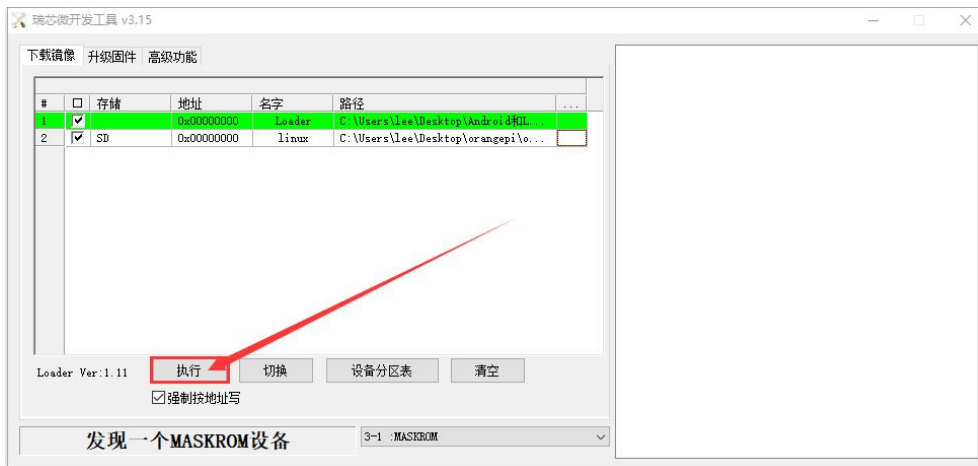 瑞芯微开发工具 v3.15
下载镜像 升级固件 高级功能
# 存储 地址 名字 路径 ...
1 0x00000000 Loader C:\Users\lee\Desktop\Android和L...
2 SD 0x00000000 linux C:\Users\lee\Desktop\orangepi\o...
Loader Ver:1.11 执行 切换 设备分区表 清空
强制按地址写
发现一个MASKROM设备 3-1 :MASKROM